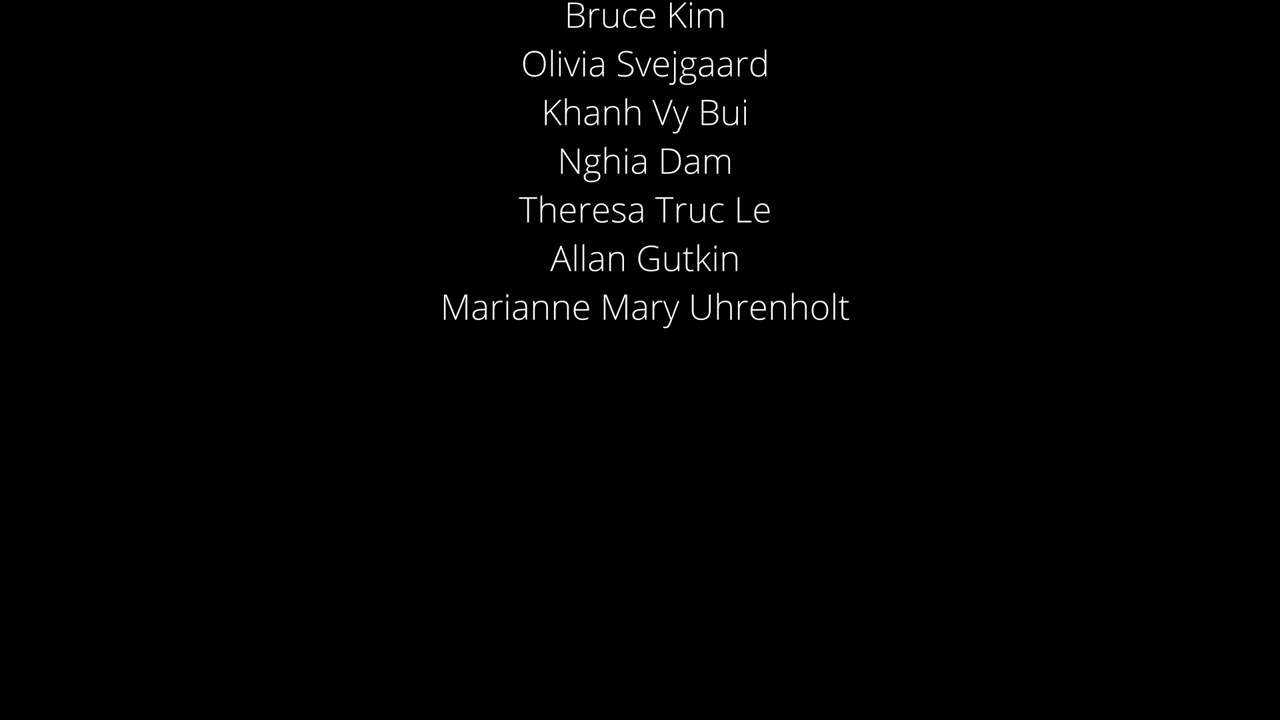 Bruce Kim
Olivia Svejgaard
Khanh Vy Bui
Nghia Dam
Theresa Truc Le
Allan Gutkin
Marianne Mary Uhrenholt